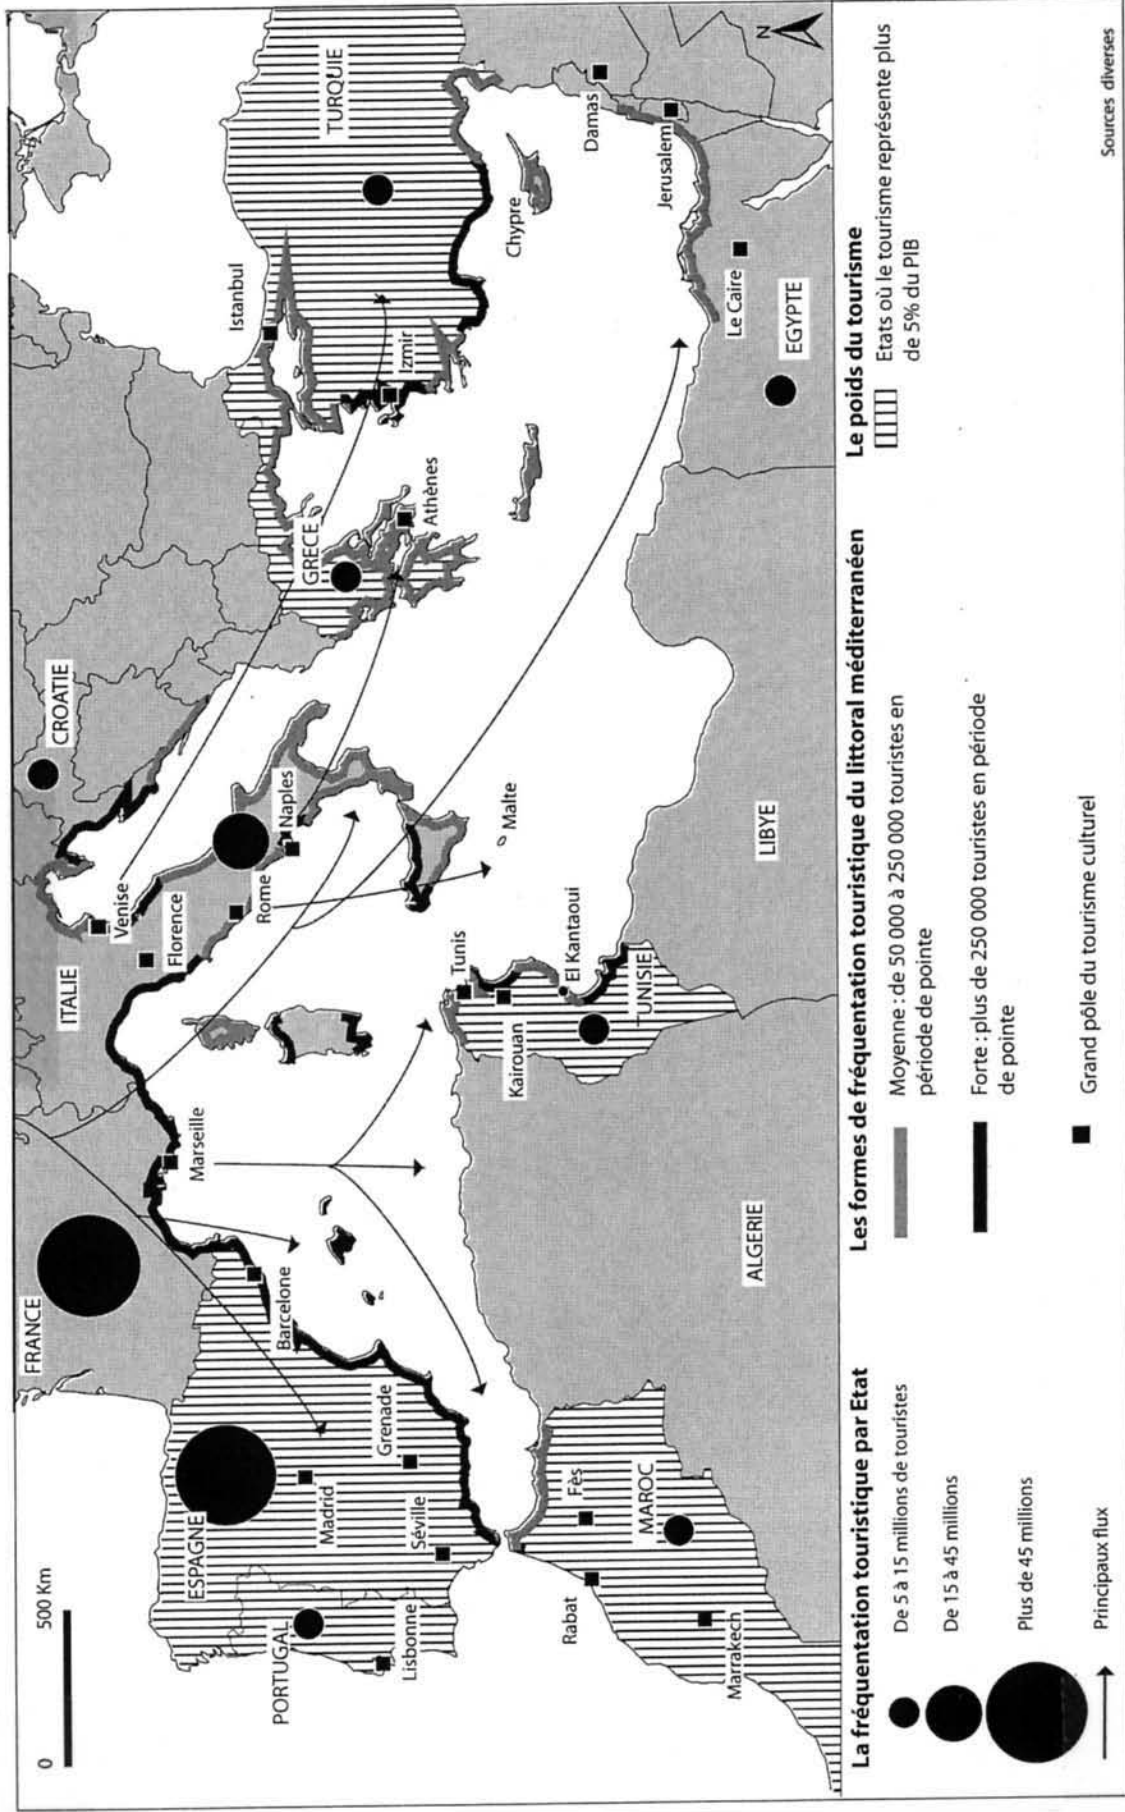 0
500 Km
N
FRANCE
ITALIE
CROATIE
ESPAGNE
PORTUGAL
GRECE
TURQUIE
MAROC
ALGERIE
TUNISIE
LIBYE
EGYPTE
Marseille
Venise
Florence
Rome
Naples
Barcelone
Madrid
Grenade
Séville
Lisbonne
Istanbul
Izmir
Athènes
Chypre
Malte
Damas
Jerusalem
Le Caire
Tunis
Kairouan
El Kantaoui
Fès
Rabat
Marrakech
La fréquentation touristique par Etat
De 5 à 15 millions de touristes
De 15 à 45 millions
Plus de 45 millions
Principaux flux
Les formes de fréquentation touristique du littoral méditerranéen
Moyenne : de 50 000 à 250 000 touristes en
période de pointe
Forte : plus de 250 000 touristes en période
de pointe
Grand pôle du tourisme culturel
Le poids du tourisme
Etats où le tourisme représente plus
de 5% du PIB
Sources diverses